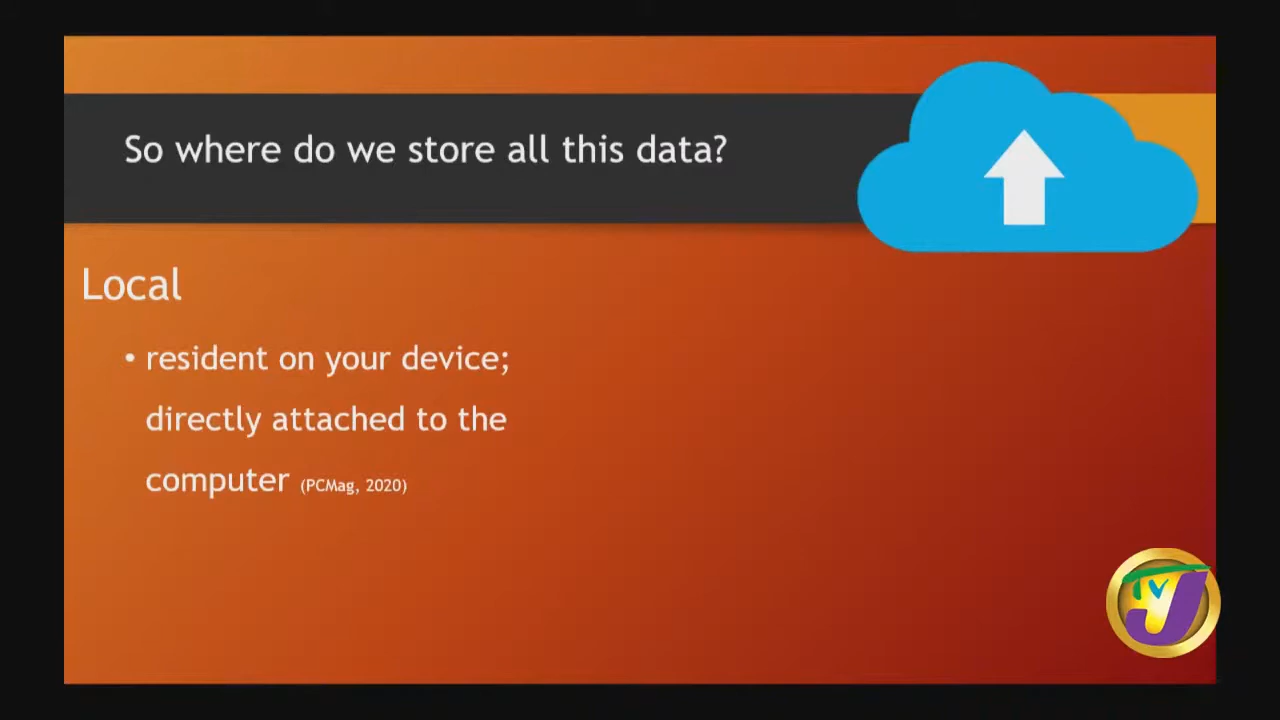 So where do we store all this data?
Local
• resident on your device;
directly attached to the
computer (PCMag, 2020)
TVJ